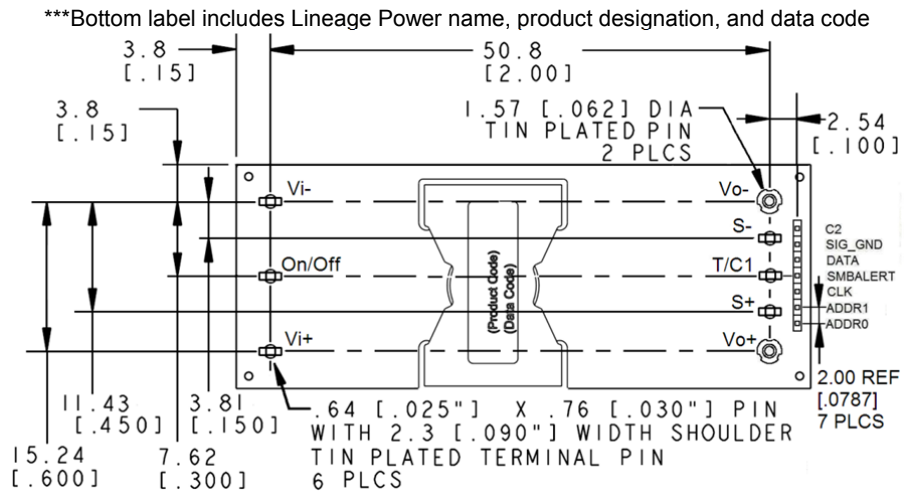 ***Bottom label includes Lineage Power name, product designation, and data code
3.8
[.15]
50.8
[2.00]
3.8
[.15]
1.57 [.062] DIA
TIN PLATED PIN
2 PLCS
2.54
[.100]
Vi-
Vo-
S-
C2
SIG_GND
On/Off
(Product Code)
(Data Code)
T/C1
DATA
SMBALERT
CLK
S+
ADDR1
Vi+
Vo+
ADDR0
2.00 REF
[.0787]
7 PLCS
11.43
[.450]
3.81
[.150]
.64 [.025"] X .76 [.030"] PIN
WITH 2.3 [.090"] WIDTH SHOULDER
TIN PLATED TERMINAL PIN
6 PLCS
15.24
[.600]
7.62
[.300]